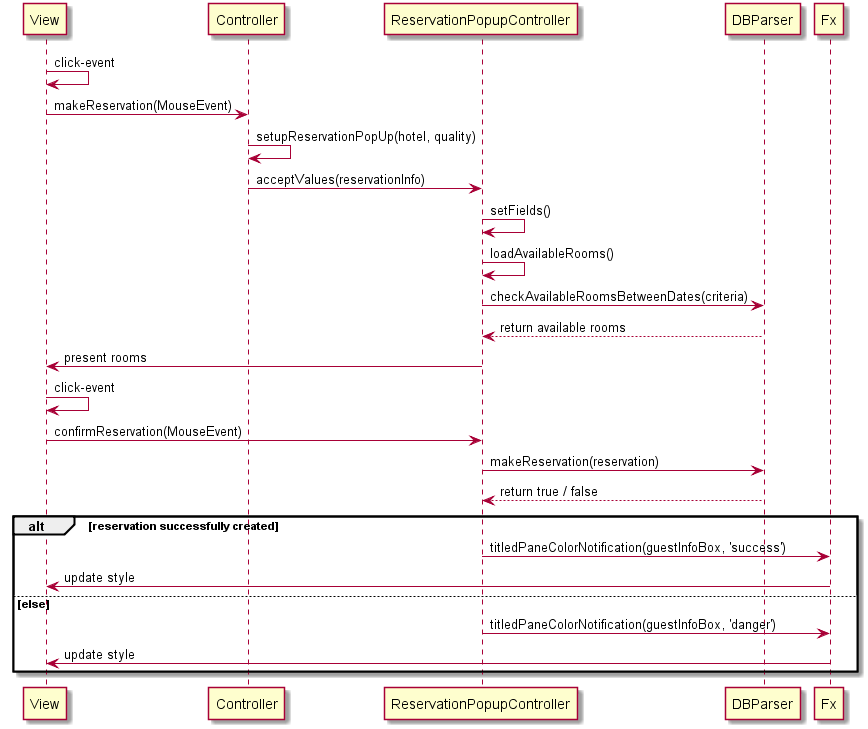 View
Controller
ReservationPopupController
DBParser
Fx
click-event
makeReservation(MouseEvent)
setupReservationPopUp(hotel, quality)
acceptValues(reservationInfo)
setFields()
loadAvailableRooms()
checkAvailableRoomsBetweenDates(criteria)
return available rooms
present rooms
click-event
confirmReservation(MouseEvent)
makeReservation(reservation)
return true / false
alt
[reservation successfully created]
titledPaneColorNotification(guestInfoBox, 'success')
update style
[else]
titledPaneColorNotification(guestInfoBox, 'danger')
update style
View
Controller
ReservationPopupController
DBParser
Fx